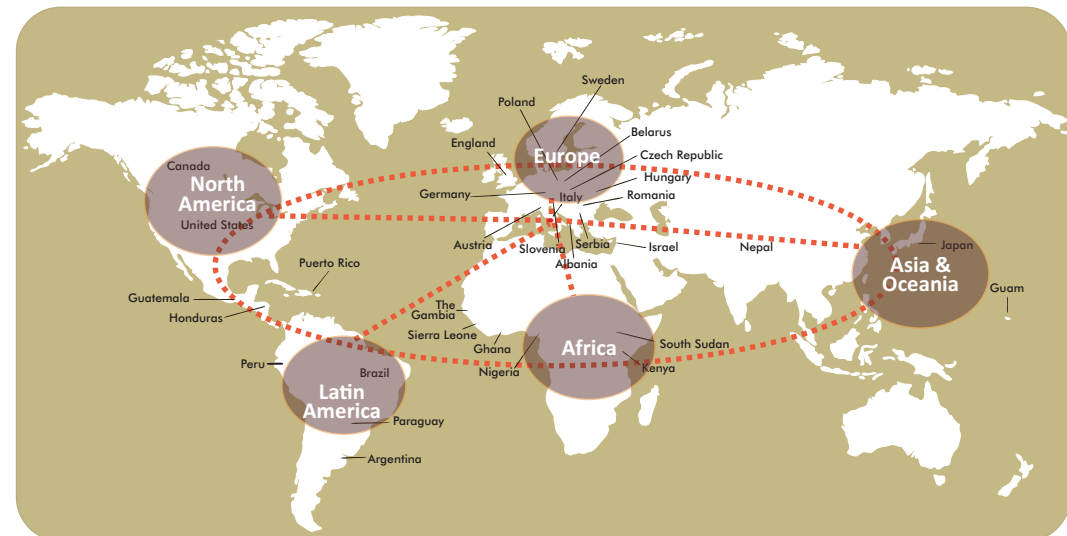 Sweden
Poland
Belarus
England
Czech Republic
Europe
Canada
Hungary
North
America
Germany
Italy
Romania
United States
Austria
Slovenia
Serbia
Israel
Nepal
Japan
Albania
Puerto Rico
Asia &
Oceania
Guam
Guatemala
Honduras
The
Gambia
Sierra Leone
Ghana
Africa
South Sudan
Peru
Brazil
Nigeria
Kenya
Latin
America
Paraguay
Argentina